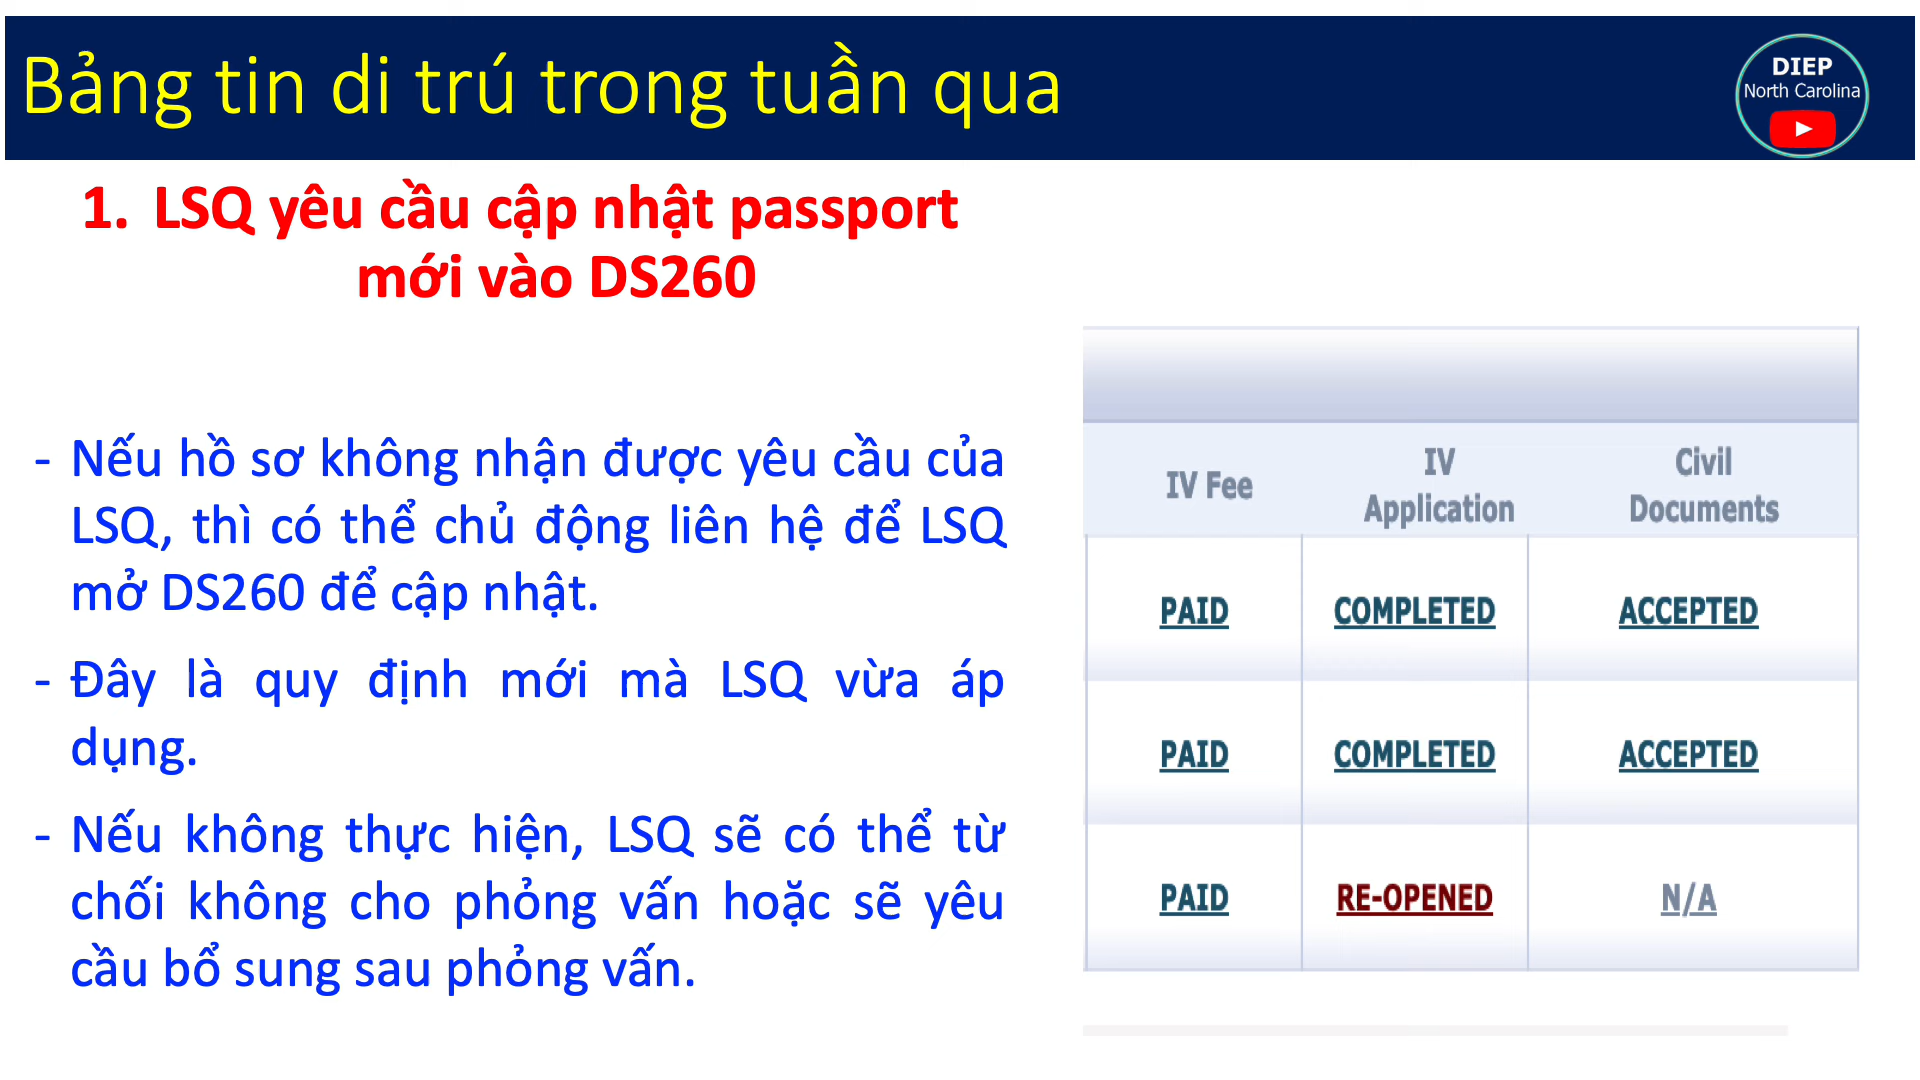 Bảng tin di trú trong tuần qua
DIEP
North Carolina
1. LSQ yêu cầu cập nhật passport
mới vào DS260
- Nếu hồ sơ không nhận được yêu cầu của
LSQ, thì có thể chủ động liên hệ để LSQ
mở DS260 để cập nhật.
- Đây là quy định mới mà LSQ vừa áp
dụng.
- Nếu không thực hiện, LSQ sẽ có thể từ
chối không cho phỏng vấn hoặc sẽ yêu
cầu bổ sung sau phỏng vấn.
IV Fee
IV
Application
Civil
Documents
PAID COMPLETED ACCEPTED
PAID COMPLETED ACCEPTED
PAID RE-OPENED N/A